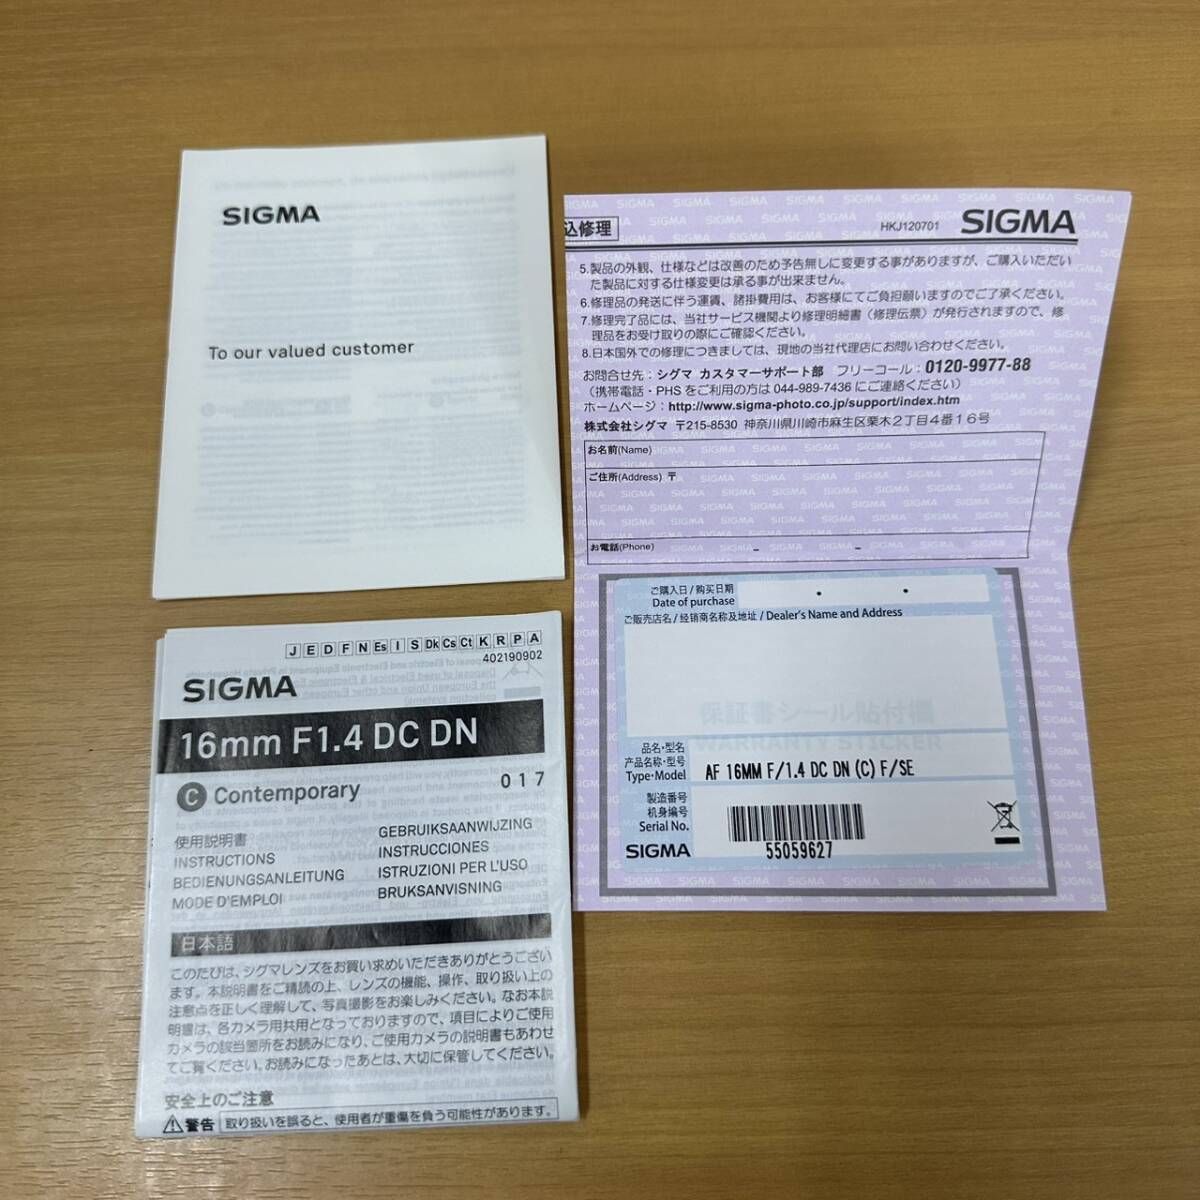 SIGMA
To our valued customer
込修理
HKJ120701
SIGMA
5.製品の外観、仕様などは改善のため予告無しに変更する事がありますが、ご購入いただい
た製品に対する仕様変更は承る事が出来ません。
6.修理品の発送に伴う運賃、諸掛費用は、お客様にてご負担願いますのでご了承ください。
7.修理完了品には、当社サービス機関より修理明細書（修理伝票）が発行されますので、修
理品をお受け取りの際にご確認ください。
8.日本国外での修理につきましては、現地の当社代理店にお問い合わせください。
お問合せ先：シグマ カスタマーサポート部 フリーコール：0120-9977-88
（携帯電話・PHSをご利用の方は044-989-7436にご連絡ください）
ホームページ：http://www.sigma-photo.co.jp/support/index.htm
株式会社シグマ 〒215-8530 神奈川県川崎市麻生区栗木2丁目4番16号
お名前(Name)
ご住所(Address) 〒
お電話(Phone)
ご購入日/购买日期
Date of purchase
ご販売店名/经销商名称及地址/Dealer's Name and Address
保証書シール貼付欄
WARRANTY STICKER
品名・型名
产品名称・型号
Type・Model
AF 16MM F/1.4 DC DN (C) F/SE
製造番号
机身编号
Serial No.
SIGMA
55059627
J E D F N Es I S Dk Cs Ct K R P A
402190902
SIGMA
16mm F1.4 DC DN
C Contemporary
017
使用説明書
INSTRUCTIONS
BEDIENUNGSANLEITUNG
MODE D'EMPLOI
GEBRUIKSAANWIJZING
INSTRUCCIONES
ISTRUZIONI PER L'USO
BRUKSANVISNING
日本語
このたびは、シグマレンズをお買い求めいただきありがとうござい
ます。本説明書をご精読の上、レンズの機能、操作、取り扱い上の
注意点を正しく理解して、写真撮影をお楽しみください。なお本説
明書は、各カメラ用共用となっておりますので、項目によりご使用
カメラの該当箇所をお読みになり、ご使用カメラの説明書もあわせ
てご覧ください。お読みになったあとは、大切に保管してください。
安全上のご注意
⚠警告 取り扱いを誤ると、使用者が重傷を負う可能性があります。